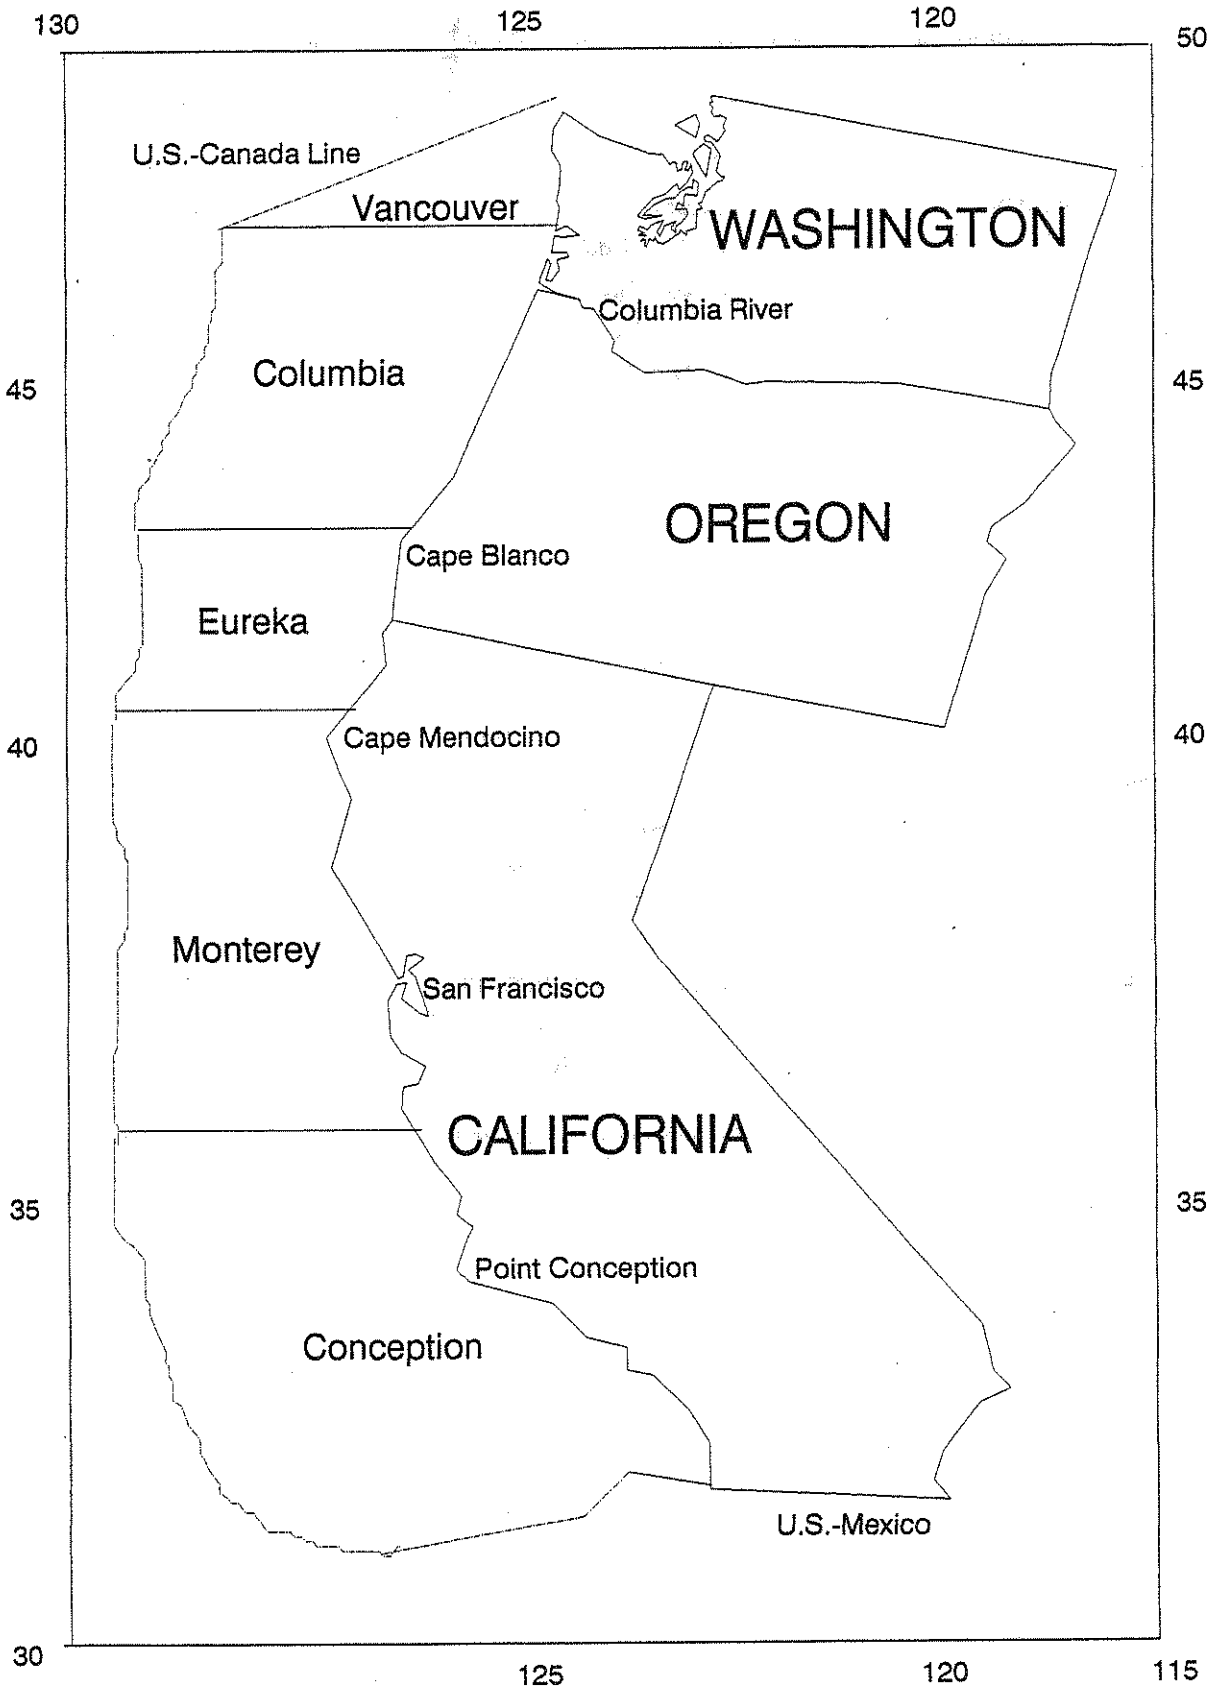 130 125 120
50
U.S.-Canada Line
Vancouver
WASHINGTON
Columbia River
Columbia
45 45
OREGON
Cape Blanco
Eureka
40 Cape Mendocino 40
Monterey
San Francisco
CALIFORNIA
35 35
Point Conception
Conception
U.S.-Mexico
30
125 120 115